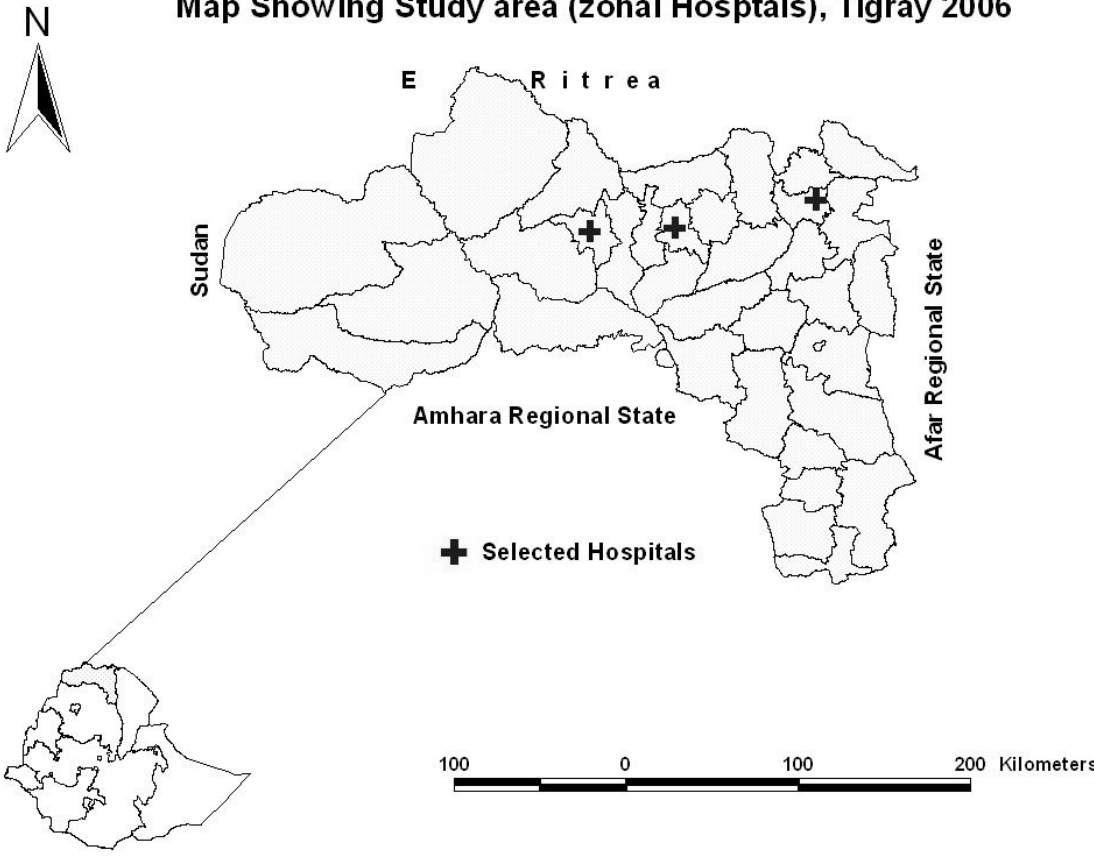 Map Showing Study area (zonal Hosptals), Tigray 2006
N
E Ritrea
Sudan
Afar Regional State
Amhara Regional State
Selected Hospitals
100 0 100 200 Kilometers